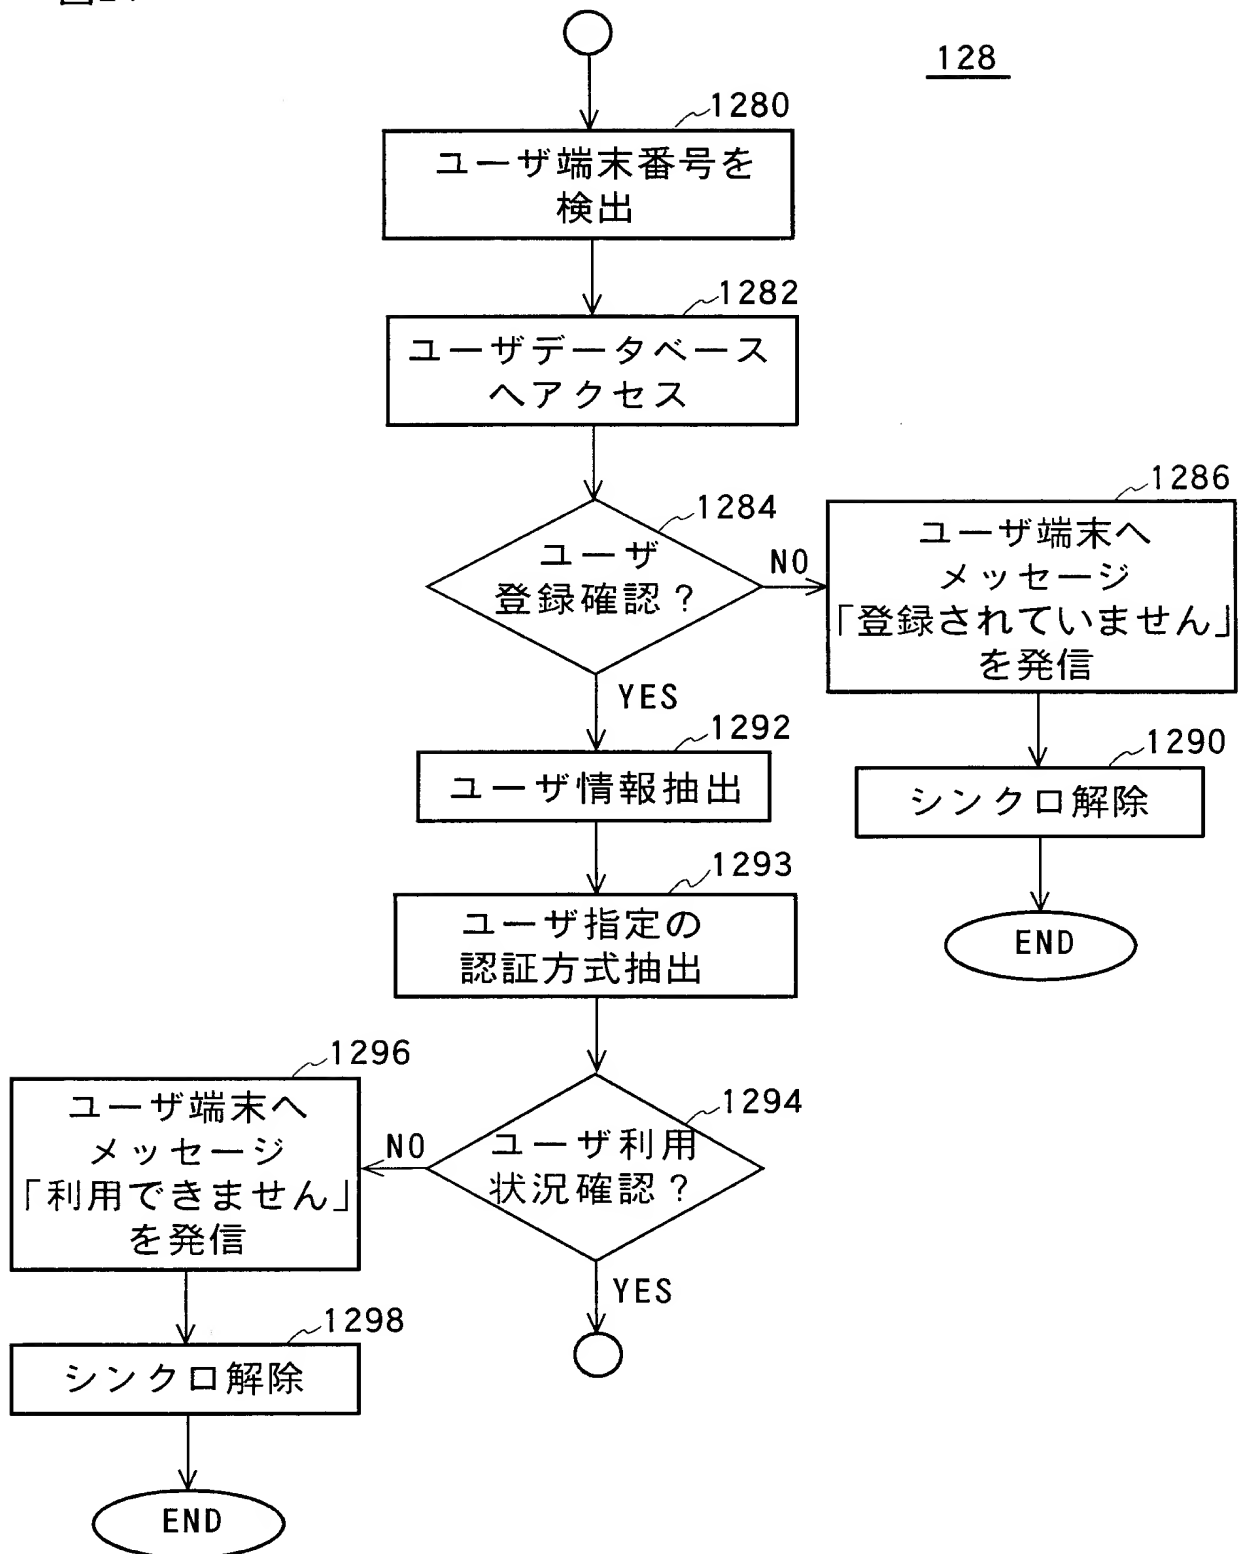 128
1280
ユーザ端末番号を
検出
1282
ユーザデータベース
へアクセス
1284
ユーザ
登録確認？
NO
YES
1286
ユーザ端末へ
メッセージ
「登録されていません」
を発信
1290
シンクロ解除
END
1292
ユーザ情報抽出
1293
ユーザ指定の
認証方式抽出
1294
ユーザ利用
状況確認？
NO
YES
1296
ユーザ端末へ
メッセージ
「利用できません」
を発信
1298
シンクロ解除
END